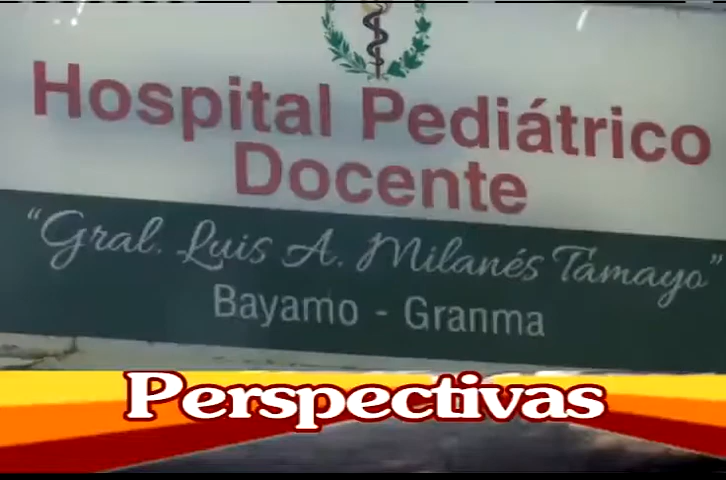 Hospital Pediátrico
Docente
“Gral. Luis A. Milanés Tamayo”
Bayamo - Granma
Perspectivas